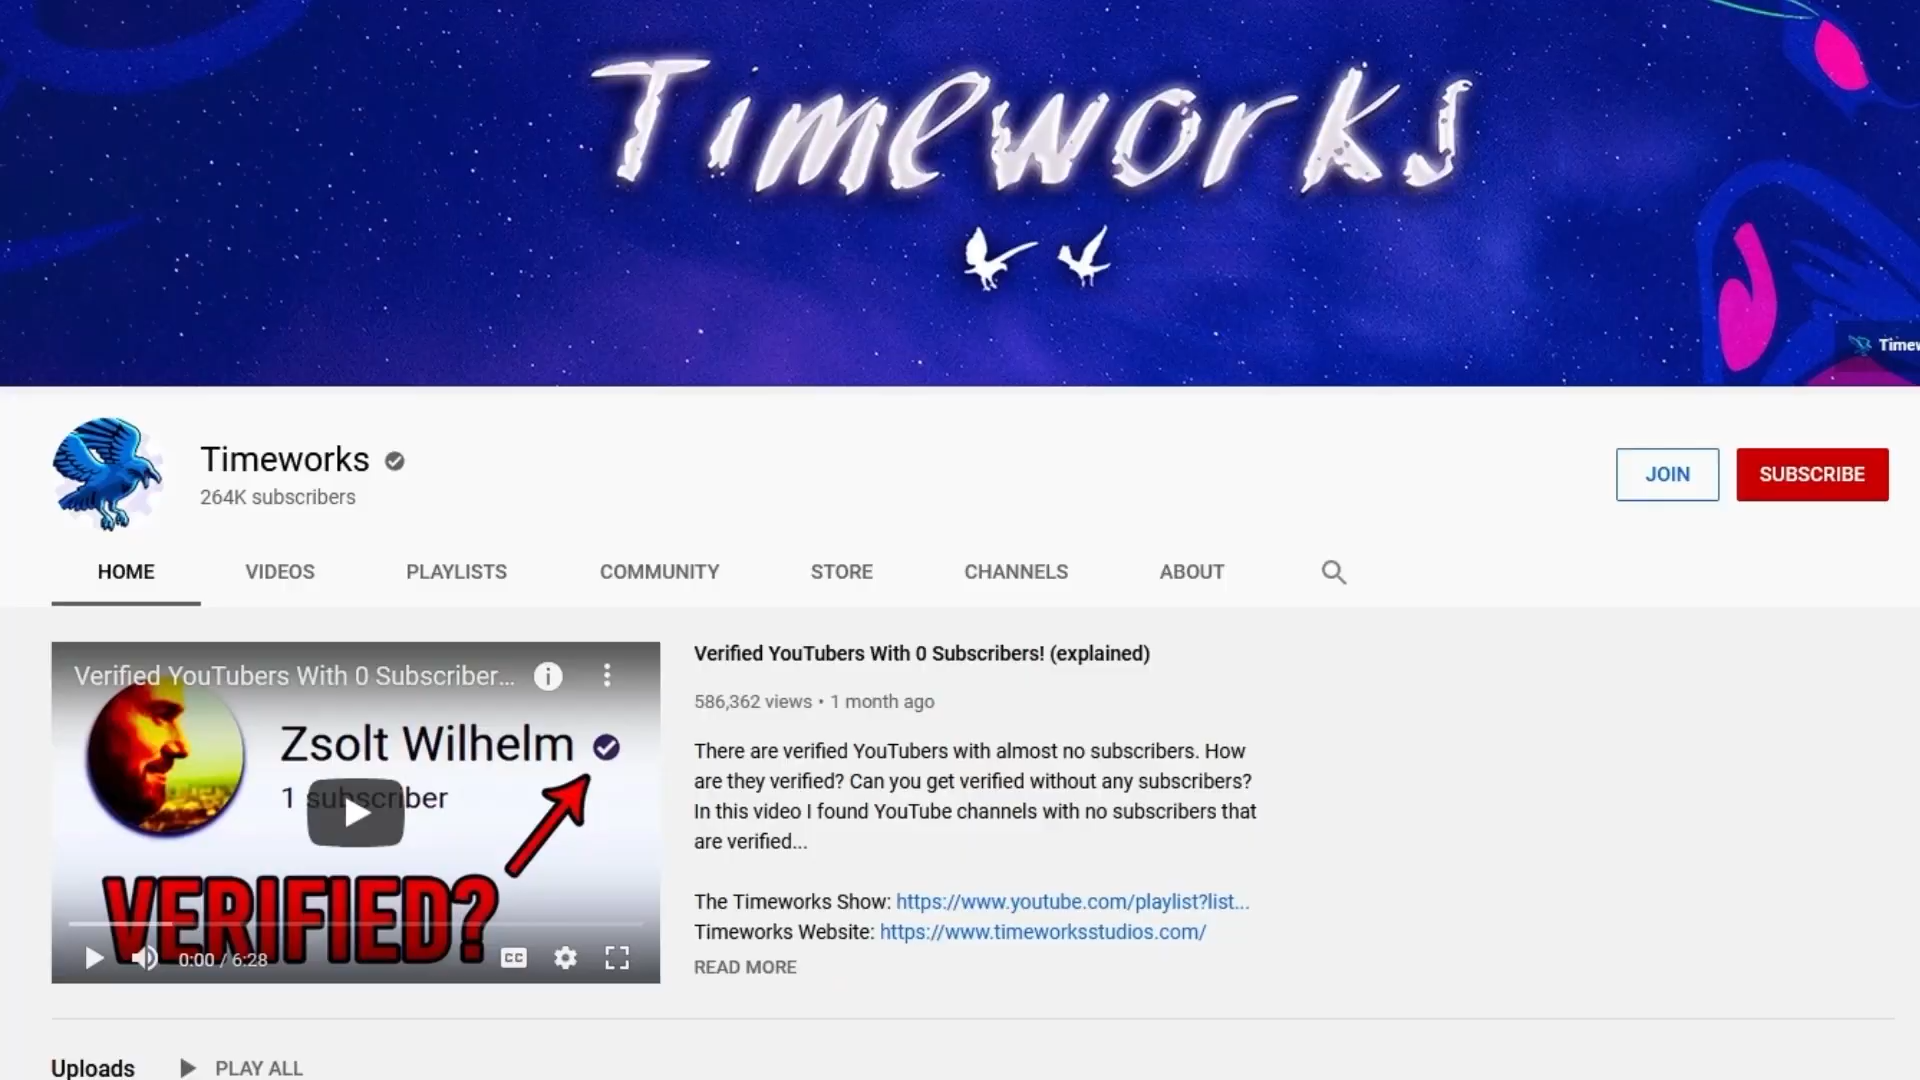 Timeworks
Timew
Timeworks
264K subscribers
JOIN
SUBSCRIBE
HOME
VIDEOS
PLAYLISTS
COMMUNITY
STORE
CHANNELS
ABOUT
Verified YouTubers With 0 Subscriber...
Zsolt Wilhelm
1 subscriber
VERIFIED?
0:00 / 6:28
CC
Verified YouTubers With 0 Subscribers! (explained)
586,362 views • 1 month ago
There are verified YouTubers with almost no subscribers. How
are they verified? Can you get verified without any subscribers?
In this video I found YouTube channels with no subscribers that
are verified...
The Timeworks Show: https://www.youtube.com/playlist?list...
Timeworks Website: https://www.timeworksstudios.com/
READ MORE
Uploads
PLAY ALL